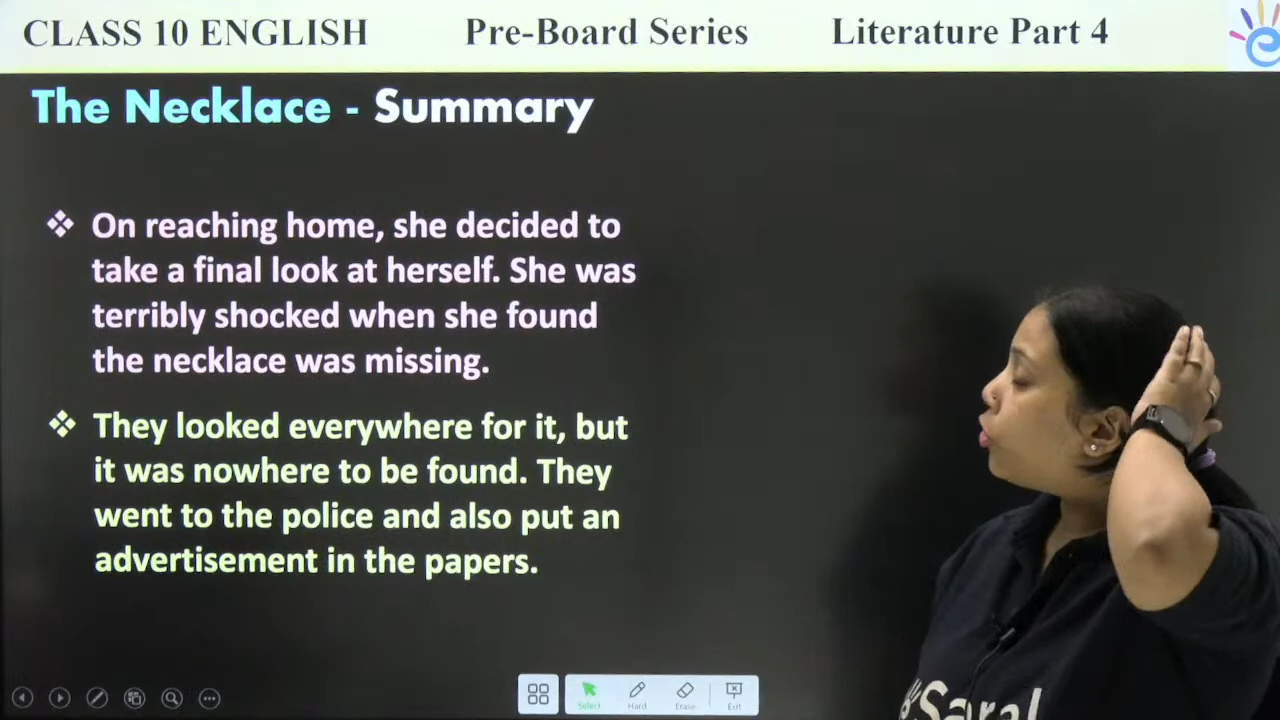 CLASS 10 ENGLISH Pre-Board Series Literature Part 4
The Necklace - Summary
❖ On reaching home, she decided to
take a final look at herself. She was
terribly shocked when she found
the necklace was missing.
❖ They looked everywhere for it, but
it was nowhere to be found. They
went to the police and also put an
advertisement in the papers.
Select Hard Erase Exit
Saral